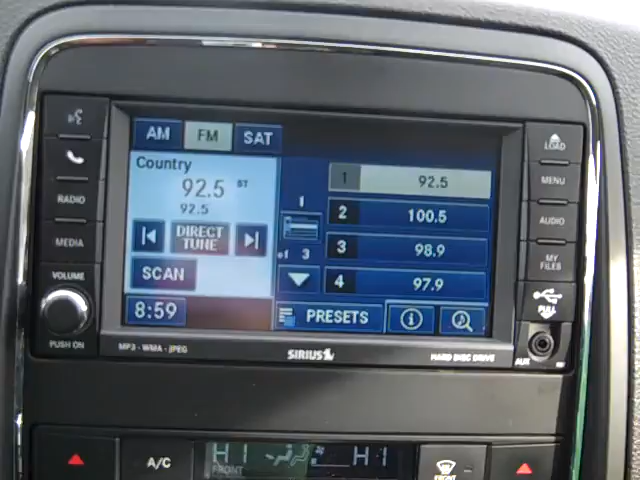 AM FM SAT
LOAD
Country
92.5 ST
92.5
1 92.5
MENU
RADIO
1
2 100.5
AUDIO
DIRECT TUNE
MEDIA
of 3
3 98.9
MY FILES
SCAN
4 97.9
VOLUME
PULL
8:59
PRESETS
PUSH ON
MP3 - WMA - JPEG
SIRIUS
HARD DISC DRIVE
AUX
A/C
HI
HI
FRONT
FRONT